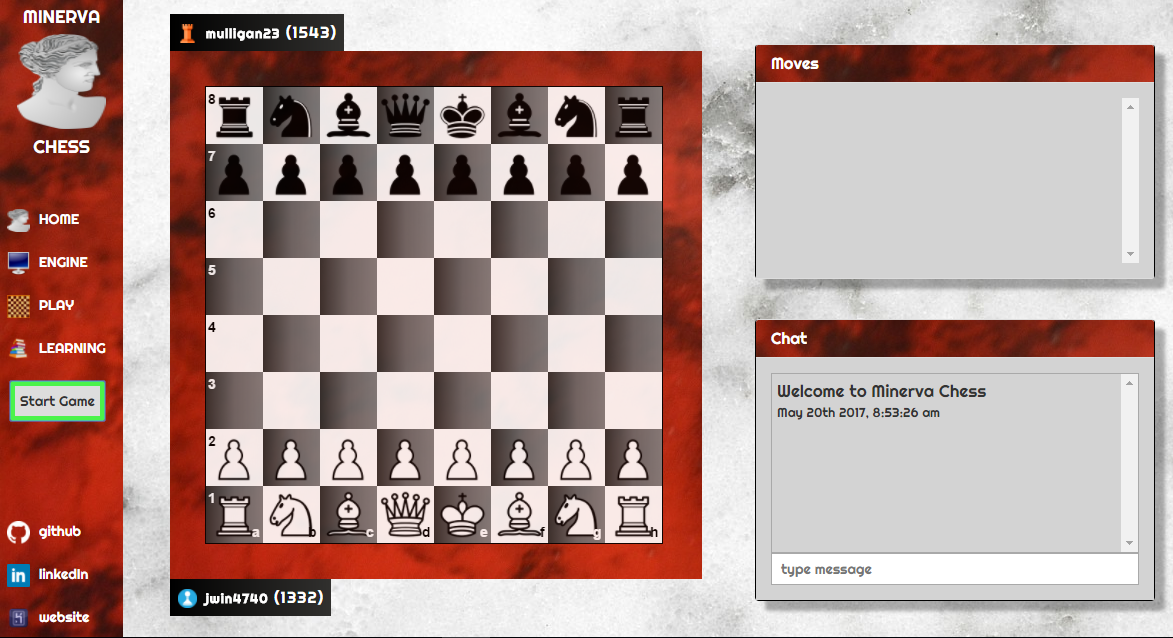 MINERVA
CHESS
HOME
ENGINE
PLAY
LEARNING
Start Game
github
in
linkedIn
website
mulligan23 (1543)
8
7
6
5
4
3
2
1
a b c d e f g h
jwin4740 (1332)
Moves
Chat
Welcome to Minerva Chess
May 20th 2017, 8:53:26 am
type message